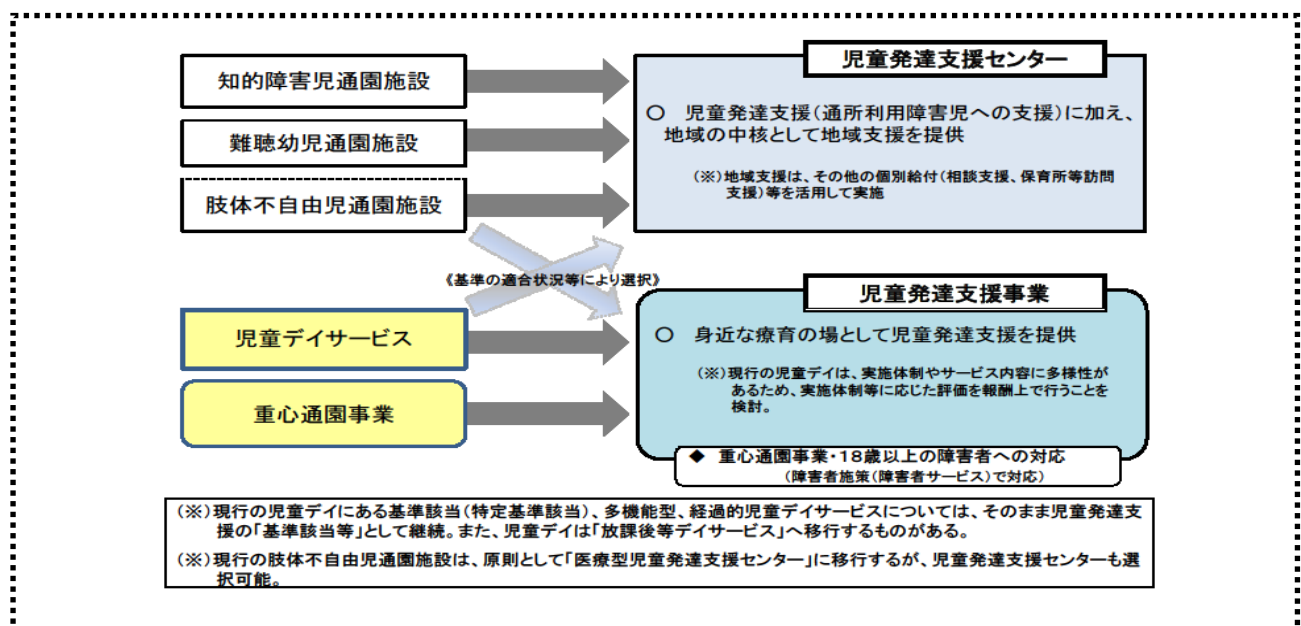 知的障害児通園施設
難聴幼児通園施設
肢体不自由児通園施設
児童発達支援センター
〇 児童発達支援(通所利用障害児への支援)に加え、
地域の中核として地域支援を提供
(※)地域支援は、その他の個別給付(相談支援、保育所等訪問
支援)等を活用して実施
《基準の適合状況等により選択》
児童デイサービス
重心通園事業
児童発達支援事業
〇 身近な療育の場として児童発達支援を提供
(※)現行の児童デイは、実施体制やサービス内容に多様性が
あるため、実施体制等に応じた評価を報酬上で行うことを
検討。
◆ 重心通園事業・18歳以上の障害者への対応
(障害者施策(障害者サービス)で対応)
(※)現行の児童デイにある基準該当(特定基準該当)、多機能型、経過的児童デイサービスについては、そのまま児童発達支
援の「基準該当等」として継続。また、児童デイは「放課後等デイサービス」へ移行するものがある。
(※)現行の肢体不自由児通園施設は、原則として「医療型児童発達支援センター」に移行するが、児童発達支援センターも選
択可能。